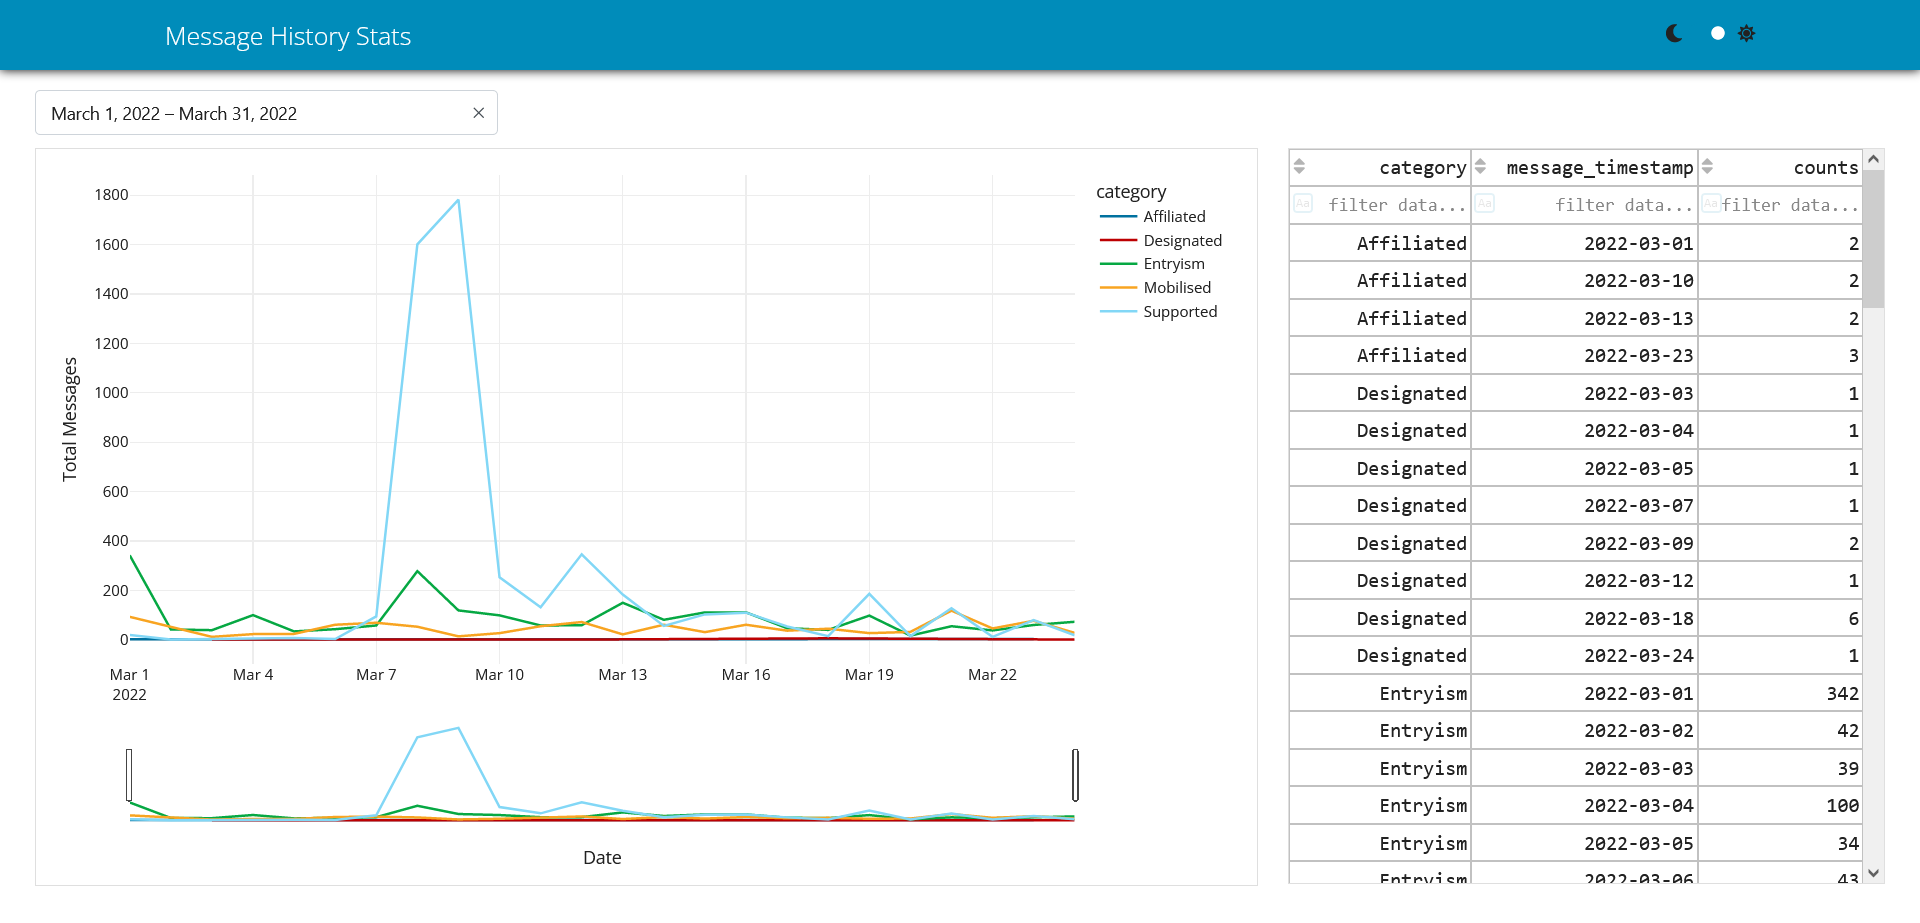 Message History Stats
March 1, 2022 – March 31, 2022
Total Messages
1800
1600
1400
1200
1000
800
600
400
200
0
Mar 1 Mar 4 Mar 7 Mar 10 Mar 13 Mar 16 Mar 19 Mar 22
2022
Date
category
Affiliated
Designated
Entryism
Mobilised
Supported
category message_timestamp counts
Aa filter data... Aa filter data... Aa filter data...
Affiliated 2022-03-01 2
Affiliated 2022-03-10 2
Affiliated 2022-03-13 2
Affiliated 2022-03-23 3
Designated 2022-03-03 1
Designated 2022-03-04 1
Designated 2022-03-05 1
Designated 2022-03-07 1
Designated 2022-03-09 2
Designated 2022-03-12 1
Designated 2022-03-18 6
Designated 2022-03-24 1
Entryism 2022-03-01 342
Entryism 2022-03-02 42
Entryism 2022-03-03 39
Entryism 2022-03-04 100
Entryism 2022-03-05 34
Entryism 2022-03-06 43